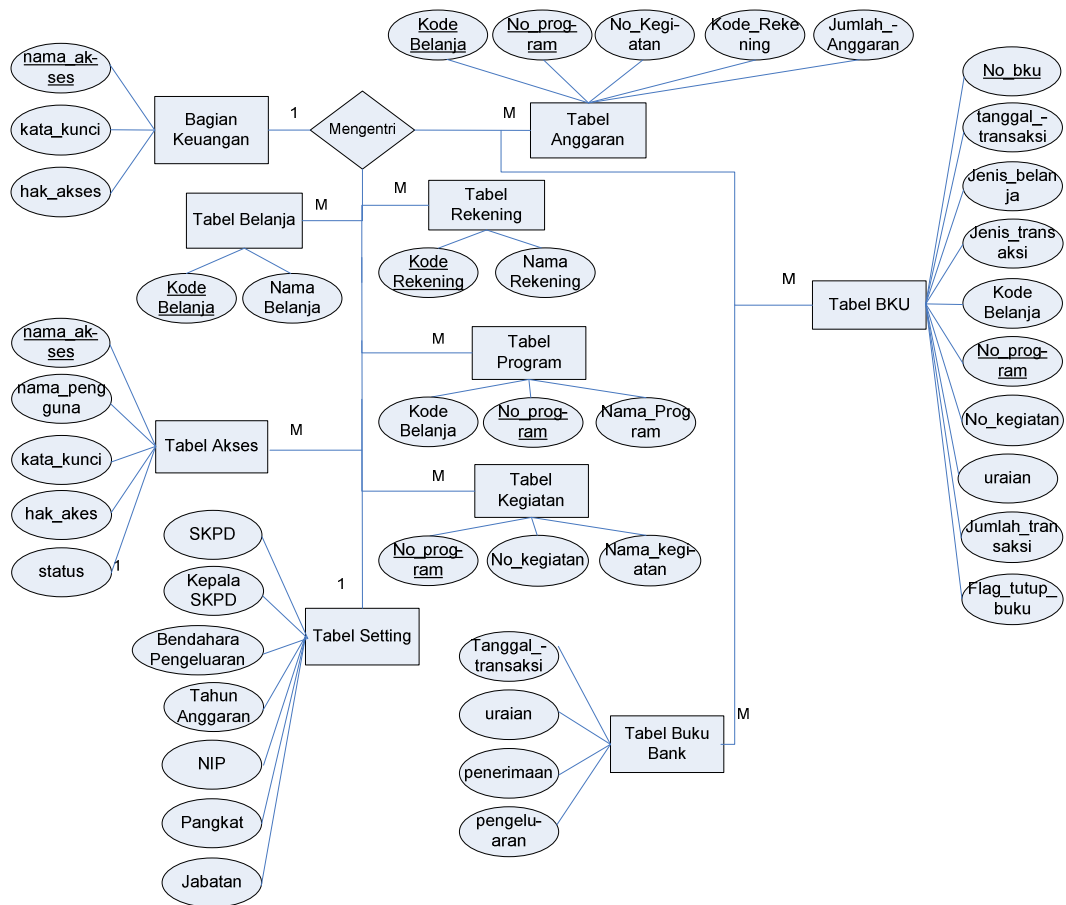 Kode
Belanja
No_prog-
ram
No_Kegi-
atan
Kode_Reke
ning
Jumlah_-
Anggaran
nama_ak-
ses
kata_kunci
hak_akses
Bagian
Keuangan
1
Mengentri
M
Tabel
Anggaran
No_bku
tanggal_-
transaksi
Jenis_belan
ja
Jenis_trans
aksi
Kode
Belanja
No_prog-
ram
No_kegiatan
uraian
Jumlah_tran
saksi
Flag_tutup_
buku
M
Tabel BKU
Tabel Belanja
M
Kode
Belanja
Nama
Belanja
M
Tabel
Rekening
Kode
Rekening
Nama
Rekening
M
Tabel
Program
Kode
Belanja
No_prog-
ram
Nama_Prog
ram
nama_ak-
ses
nama_peng
guna
kata_kunci
hak_akes
status
1
Tabel Akses
M
M
Tabel
Kegiatan
No_prog-
ram
No_kegiatan
Nama_kegi-
atan
SKPD
Kepala
SKPD
Bendahara
Pengeluaran
Tahun
Anggaran
NIP
Pangkat
Jabatan
1
Tabel Setting
Tanggal_-
transaksi
uraian
penerimaan
pengelu-
aran
Tabel Buku
Bank
M